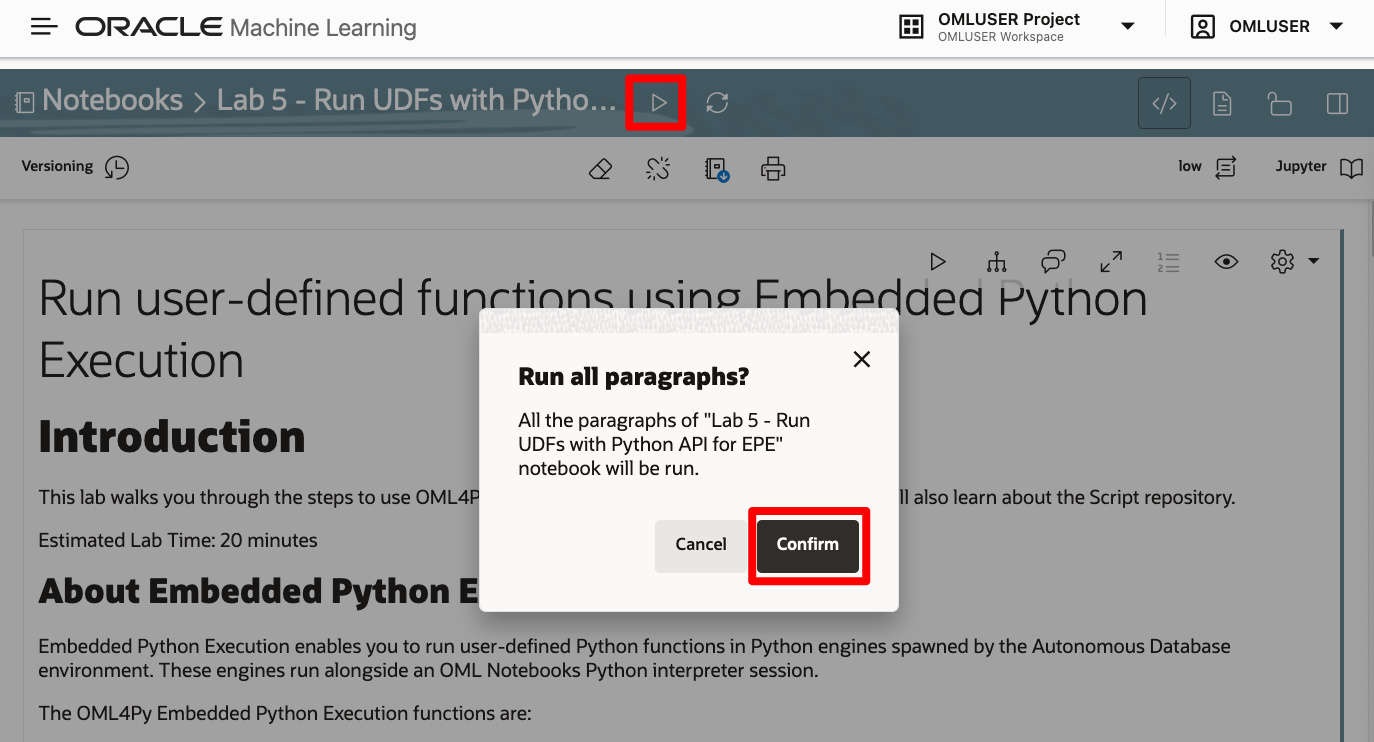 ORACLE Machine Learning
OMLUSER Project
OMLUSER Workspace
OMLUSER
Notebooks > Lab 5 - Run UDFs with Pytho...
Versioning
low
Jupyter
Run user-defined functions using Embedded Python
Execution
Introduction
This lab walks you through the steps to use OML4P
ll also learn about the Script repository.
Estimated Lab Time: 20 minutes
About Embedded Python E
Embedded Python Execution enables you to run user-defined Python functions in Python engines spawned by the Autonomous Database
environment. These engines run alongside an OML Notebooks Python interpreter session.
The OML4Py Embedded Python Execution functions are:
Run all paragraphs?
All the paragraphs of "Lab 5 - Run
UDFs with Python API for EPE"
notebook will be run.
Cancel
Confirm